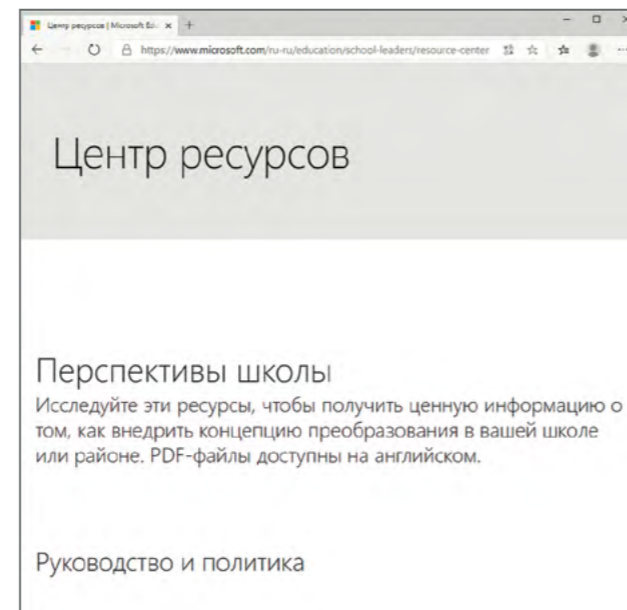 Центр ресурсов | Microsoft Ed
https://www.microsoft.com/ru-ru/education/school-leaders/resource-center
Центр ресурсов
Перспективы школы
Исследуйте эти ресурсы, чтобы получить ценную информацию о
том, как внедрить концепцию преобразования в вашей школе
или районе. PDF-файлы доступны на английском.
Руководство и политика